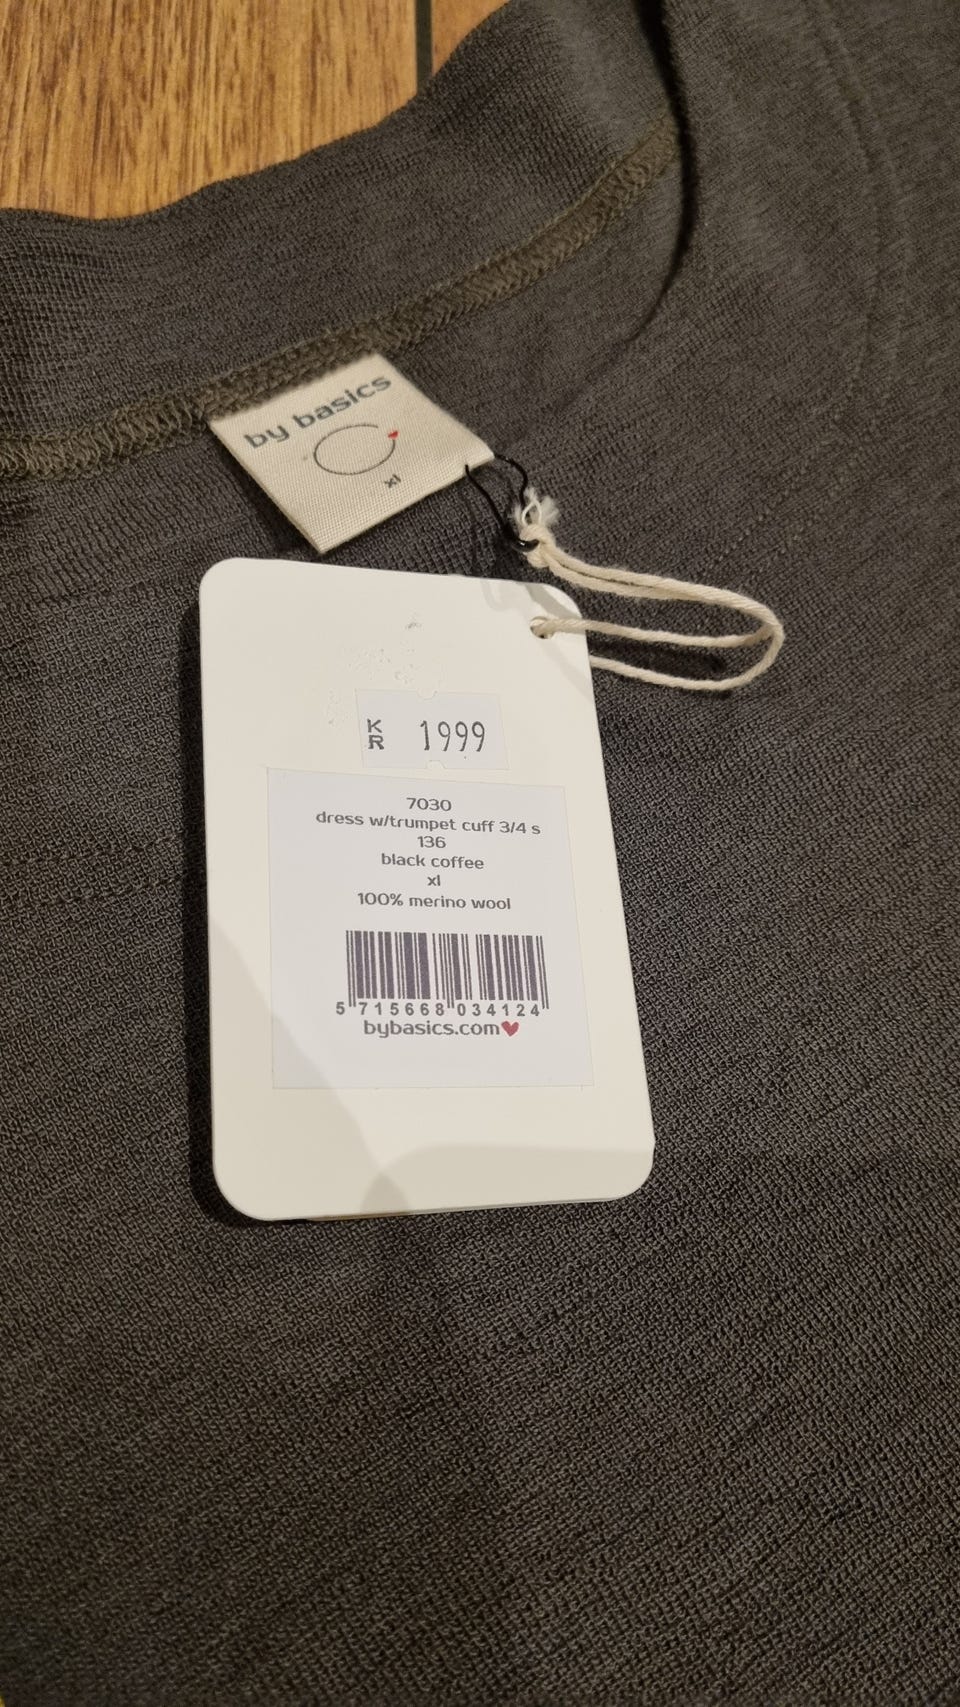 by basics
xl
KR 1999
7030
dress w/trumpet cuff 3/4 s
136
black coffee
xl
100% merino wool
5 715668 034124
bybasics.com